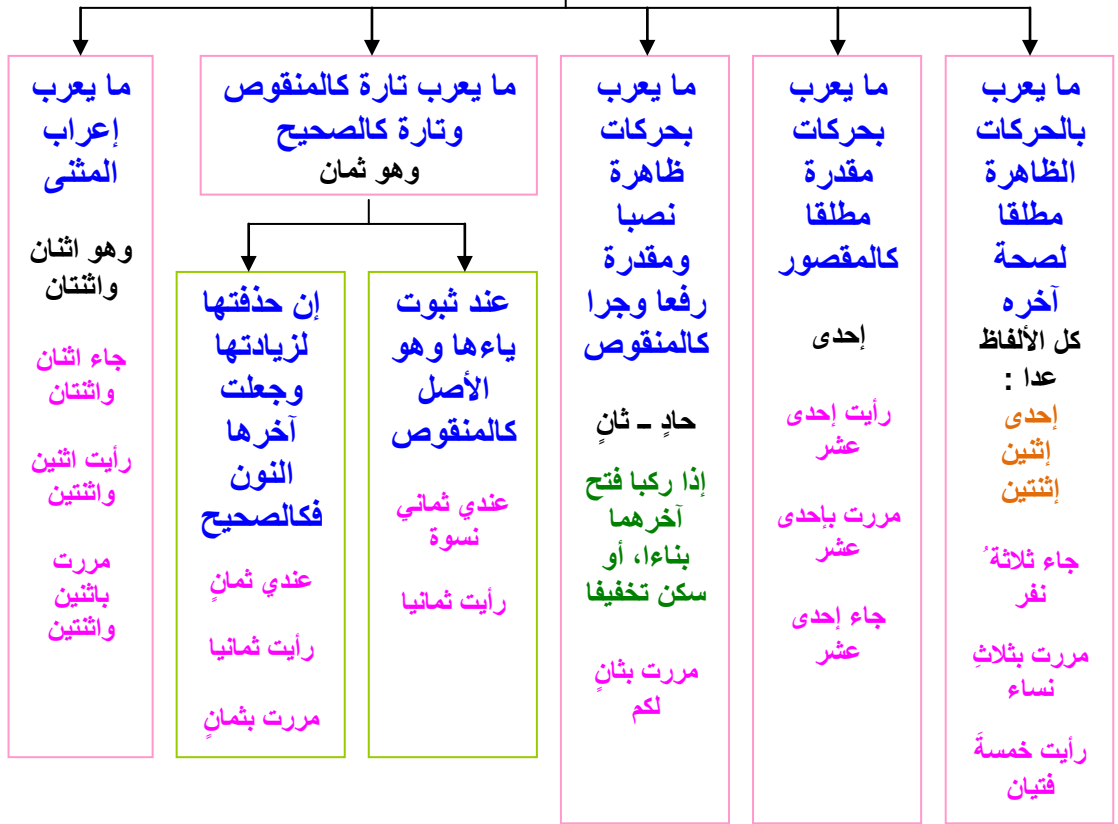 ما يعرب
بالحركات
الظاهرة
مطلقا
لصحة
آخره
كل الألفاظ
عدا :
إحدى
إثنين
إثنتين
جاء ثلاثةُ
نفر
مررت بثلاثِ
نساء
رأيت خمسةَ
فتيان
ما يعرب
بحركات
مقدرة
مطلقا
كالمقصور
إحدى
رأيت إحدى
عشر
مررت بإحدى
عشر
جاء إحدى
عشر
ما يعرب
بحركات
ظاهرة
نصبا
ومقدرة
رفعا وجرا
كالمنقوص
حادٍ – ثانٍ
إذا ركبا فتح
آخرهما
بناءا، أو
سكن تخفيفا
مررت بثانٍ
لكم
ما يعرب تارة كالمنقوص
وتارة كالصحيح
وهو ثمان
عند ثبوت
ياءها وهو
الأصل
كالمنقوص
عندي ثماني
نسوة
رأيت ثمانيا
إن حذفتها
لزيادتها
وجعلت
آخرها
النون
فكالصحيح
عندي ثمانٍ
رأيت ثمانيا
مررت بثمانٍ
ما يعرب
إعراب
المثنى
وهو اثنان
واثنتان
جاء اثنان
واثنتان
رأيت اثنين
واثنتين
مررت
باثنين
واثنتين